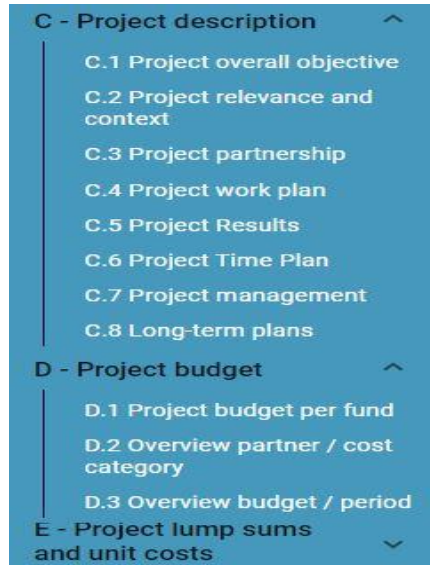 C - Project description
C.1 Project overall objective
C.2 Project relevance and
context
C.3 Project partnership
C.4 Project work plan
C.5 Project Results
C.6 Project Time Plan
C.7 Project management
C.8 Long-term plans
D - Project budget
D.1 Project budget per fund
D.2 Overview partner / cost
category
D.3 Overview budget / period
E - Project lump sums
and unit costs